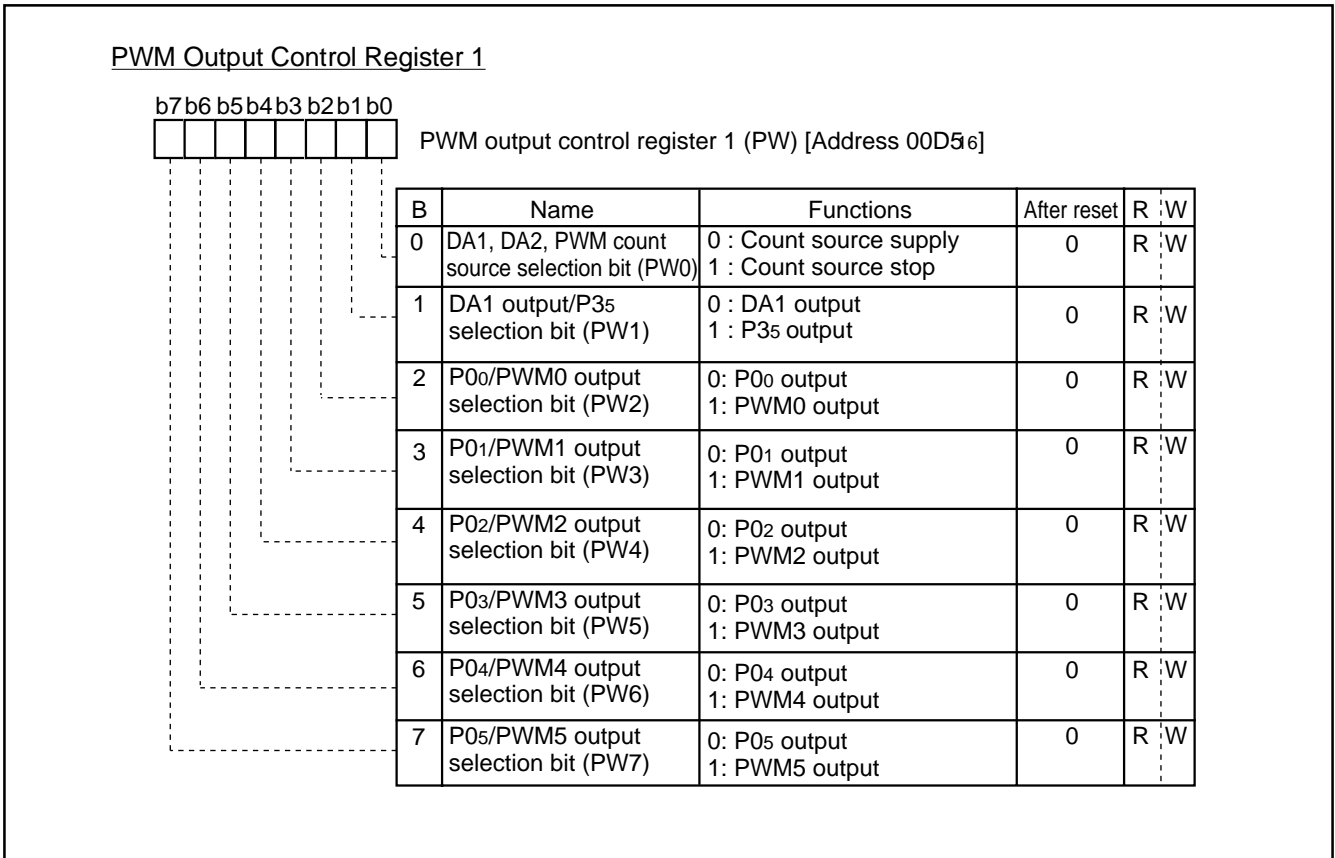 PWM Output Control Register 1
b7 b6 b5 b4 b3 b2 b1 b0
PWM output control register 1 (PW) [Address 00D516]
B Name Functions After reset R W
0 DA1, DA2, PWM count source selection bit (PW0) 0 : Count source supply 0 R W
1 : Count source stop
1 DA1 output/P35 selection bit (PW1) 0 : DA1 output 0 R W
1 : P35 output
2 P00/PWM0 output selection bit (PW2) 0: P00 output 0 R W
1: PWM0 output
3 P01/PWM1 output selection bit (PW3) 0: P01 output 0 R W
1: PWM1 output
4 P02/PWM2 output selection bit (PW4) 0: P02 output 0 R W
1: PWM2 output
5 P03/PWM3 output selection bit (PW5) 0: P03 output 0 R W
1: PWM3 output
6 P04/PWM4 output selection bit (PW6) 0: P04 output 0 R W
1: PWM4 output
7 P05/PWM5 output selection bit (PW7) 0: P05 output 0 R W
1: PWM5 output